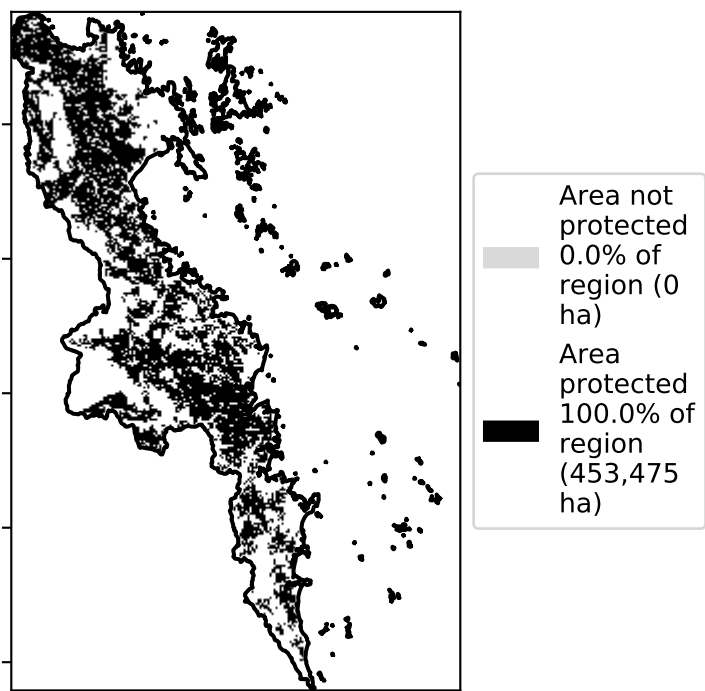 Area not
protected
0.0% of
region (0
ha)
Area
protected
100.0% of
region
(453,475
ha)